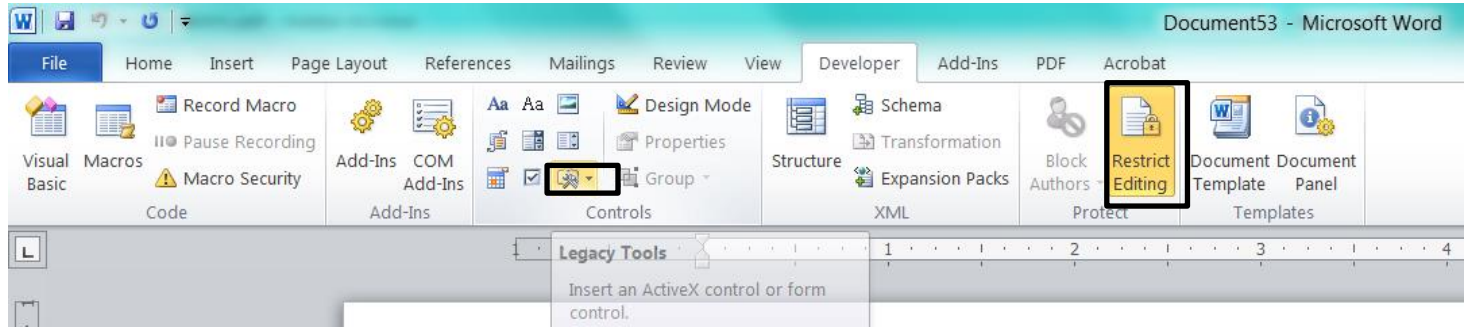 Document53 - Microsoft Word
File Home Insert Page Layout References Mailings Review View Developer Add-Ins PDF Acrobat
Visual Basic
Macros
Record Macro
Pause Recording
Macro Security
Code
Add-Ins
COM Add-Ins
Add-Ins
Aa Aa
Design Mode
Properties
Group
Controls
Structure
Schema
Transformation
Expansion Packs
XML
Block Authors
Restrict Editing
Protect
Document Template
Document Panel
Templates
L
1 1 2 3 4
Legacy Tools
Insert an ActiveX control or form
control.